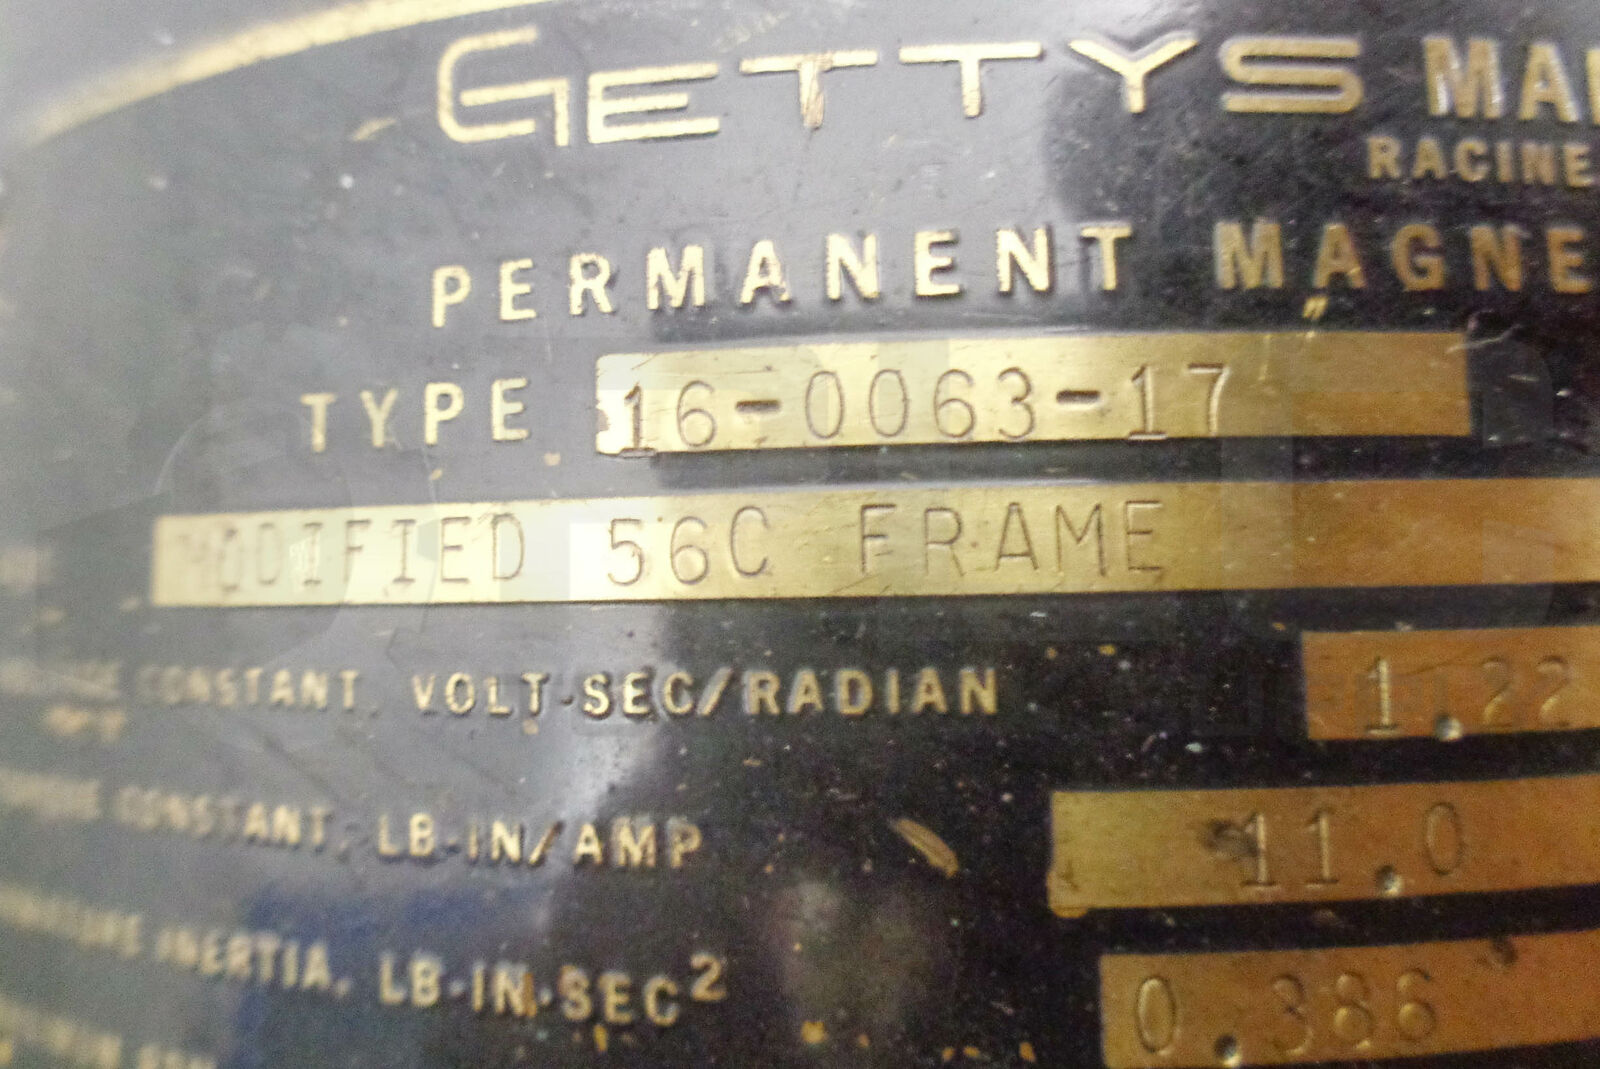 GETTYS MAN
RACINE
PERMANENT MAGNE
TYPE 16-0063-17
MODIFIED 56C FRAME
CONSTANT, VOLT-SEC/RADIAN 1.22
CONSTANT, LB-IN/AMP 11.0
INERTIA, LB-IN-SEC² 0.386